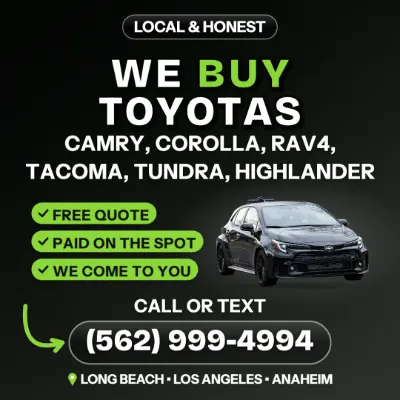 LOCAL & HONEST
WE BUY
TOYOTAS
CAMRY, COROLLA, RAV4,
TACOMA, TUNDRA, HIGHLANDER
FREE QUOTE
PAID ON THE SPOT
WE COME TO YOU
CALL OR TEXT
(562) 999-4994
LONG BEACH • LOS ANGELES • ANAHEIM